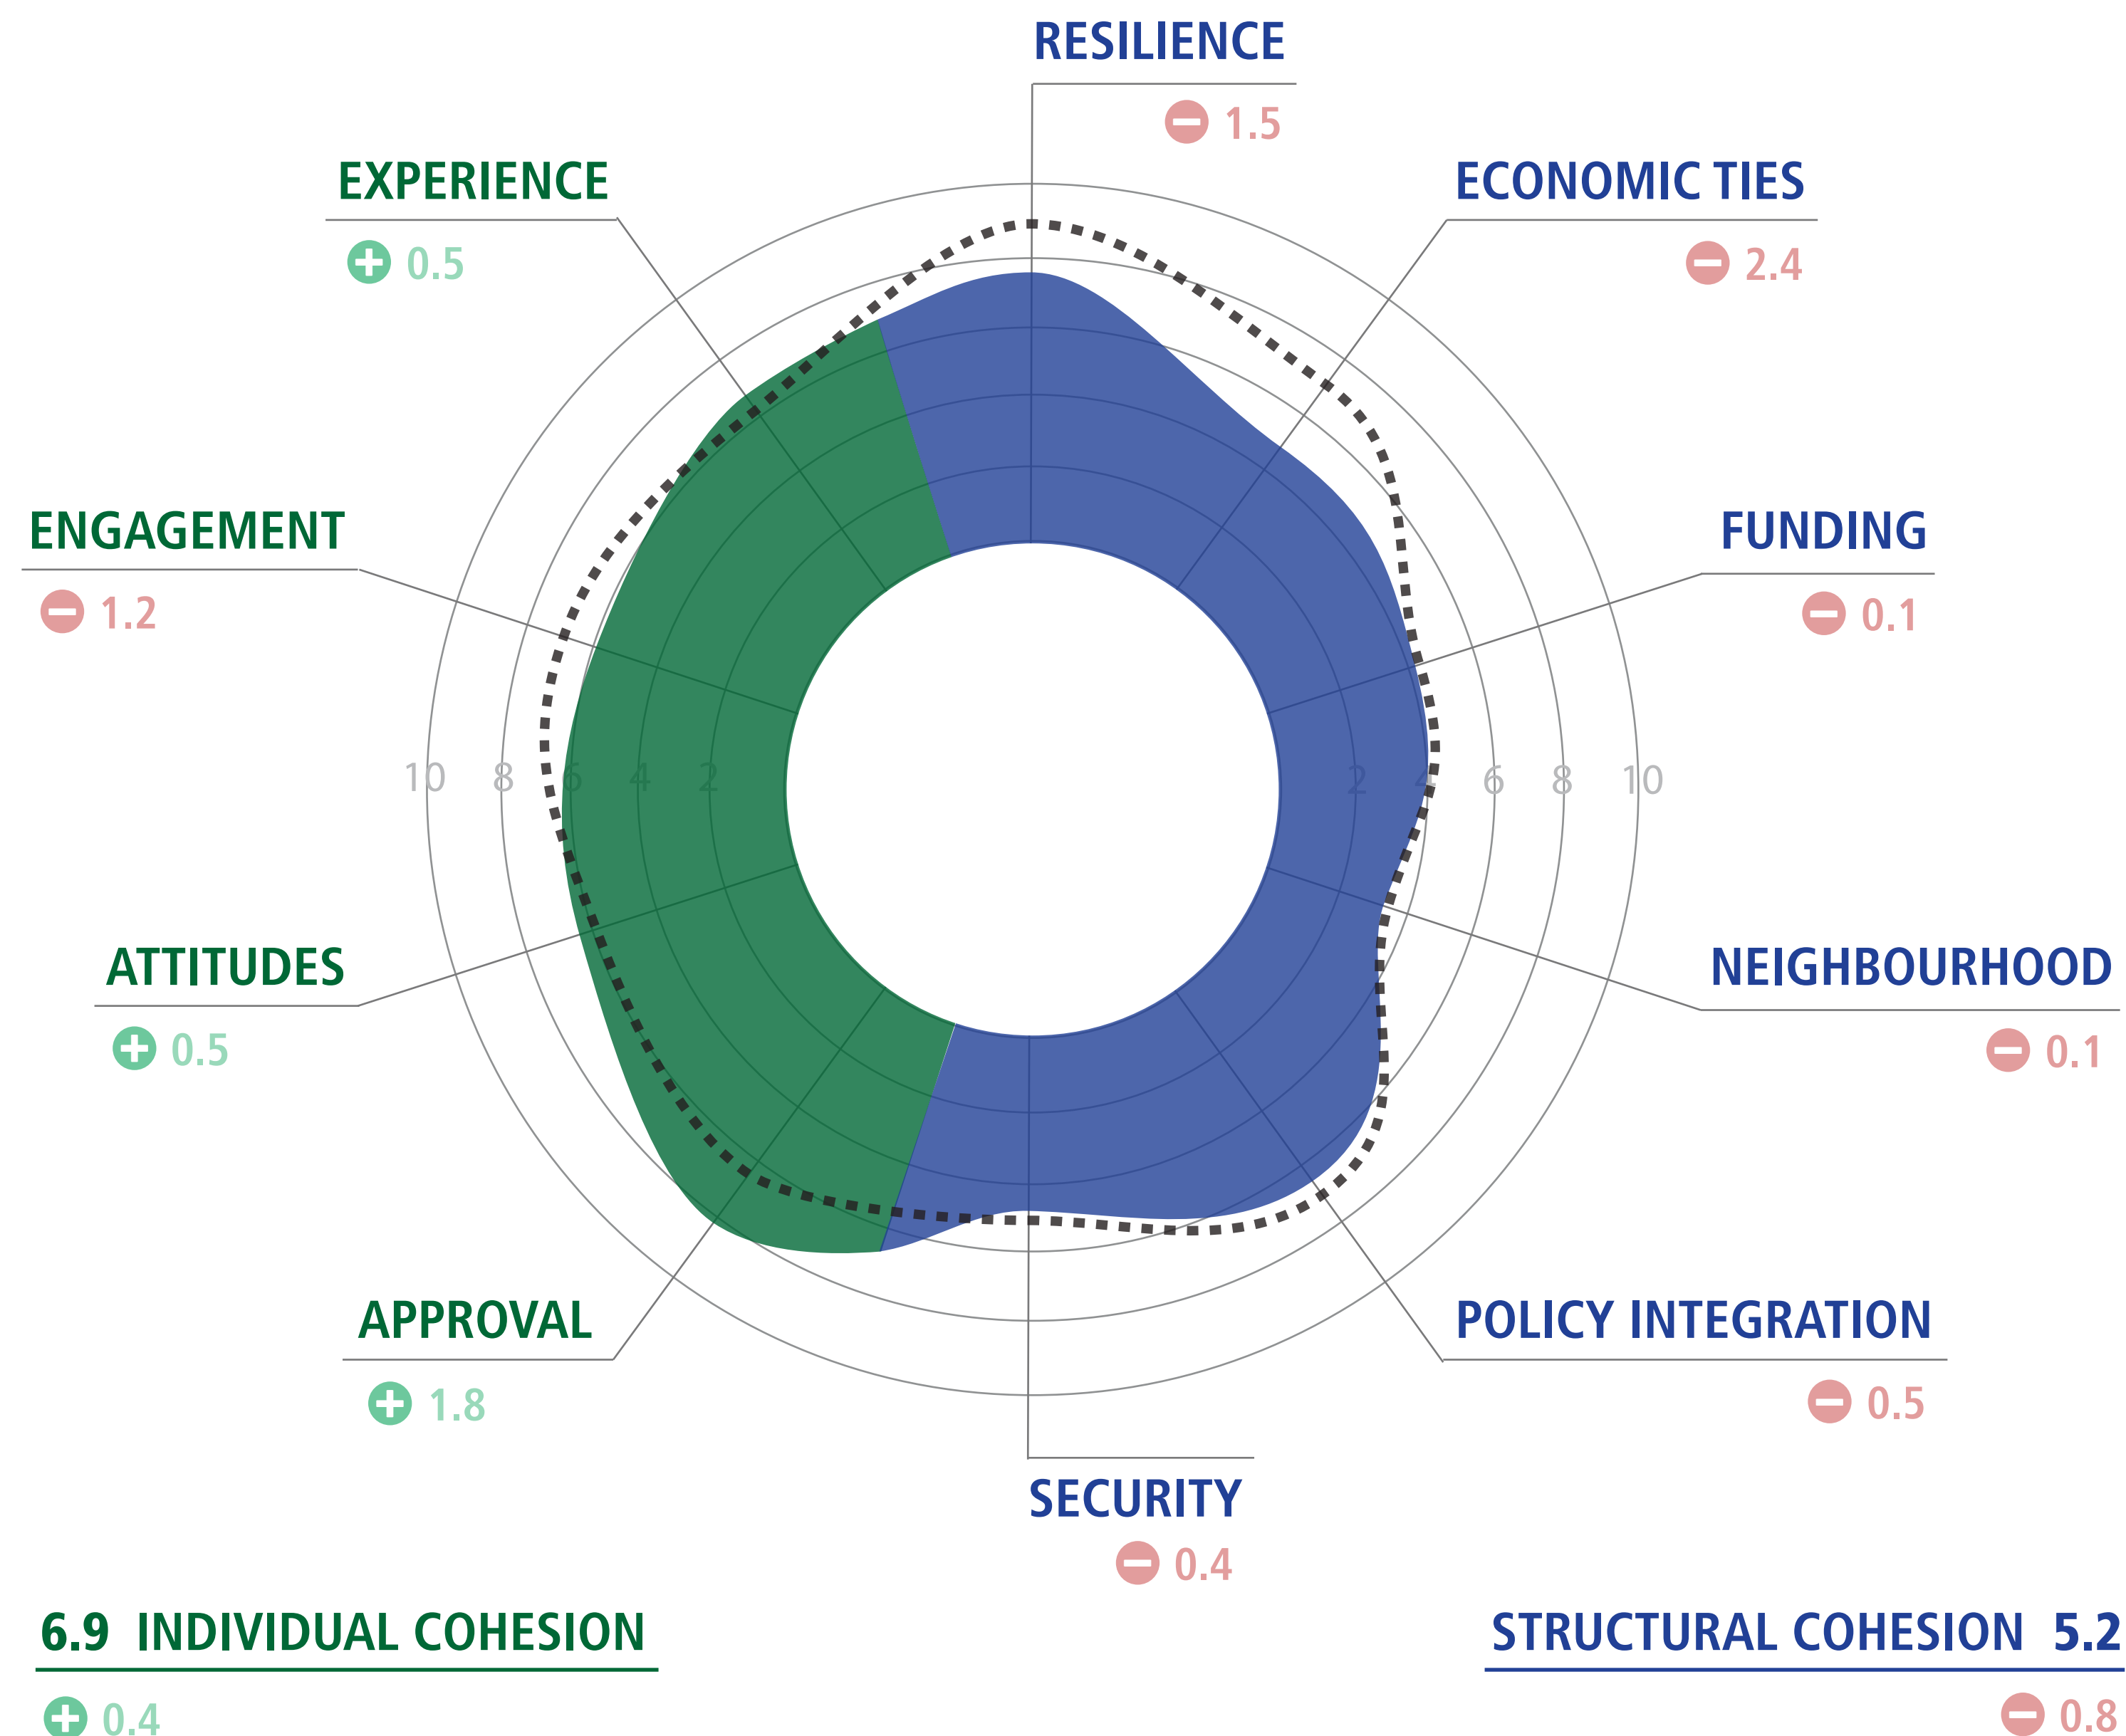 RESILIENCE
− 1.5
EXPERIENCE
+ 0.5
ECONOMIC TIES
− 2.4
ENGAGEMENT
− 1.2
FUNDING
− 0.1
10 8 6 4 2 2 4 6 8 10
ATTITUDES
+ 0.5
NEIGHBOURHOOD
− 0.1
APPROVAL
+ 1.8
POLICY INTEGRATION
− 0.5
SECURITY
− 0.4
6.9 INDIVIDUAL COHESION
+ 0.4
STRUCTURAL COHESION 5.2
− 0.8